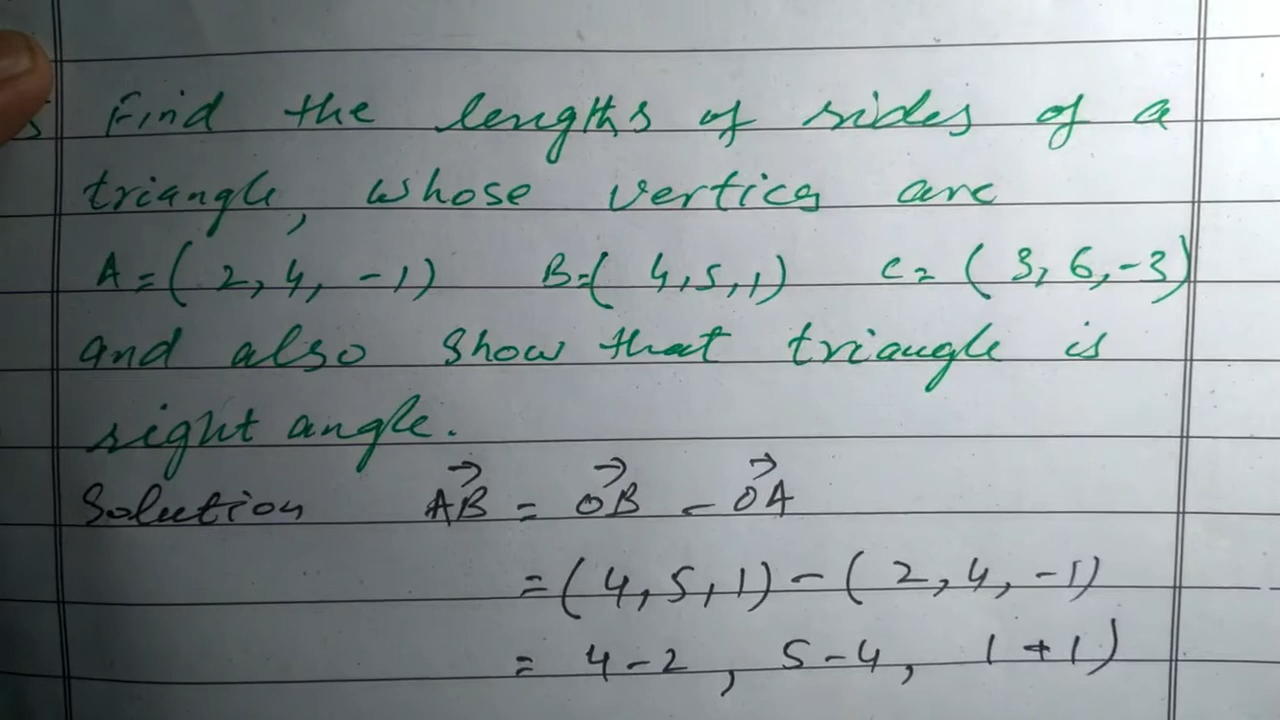 Find the lengths of sides of a
triangle, whose vertices are
A = ( 2, 4, -1) B=( 4,5,1) C= ( 3, 6,-3)
and also show that triangle is
right angle.
Solution AB→ = OB→ - OA→
= ( 4, 5, 1) - ( 2, 4, -1)
= 4-2 , 5-4, 1+1)